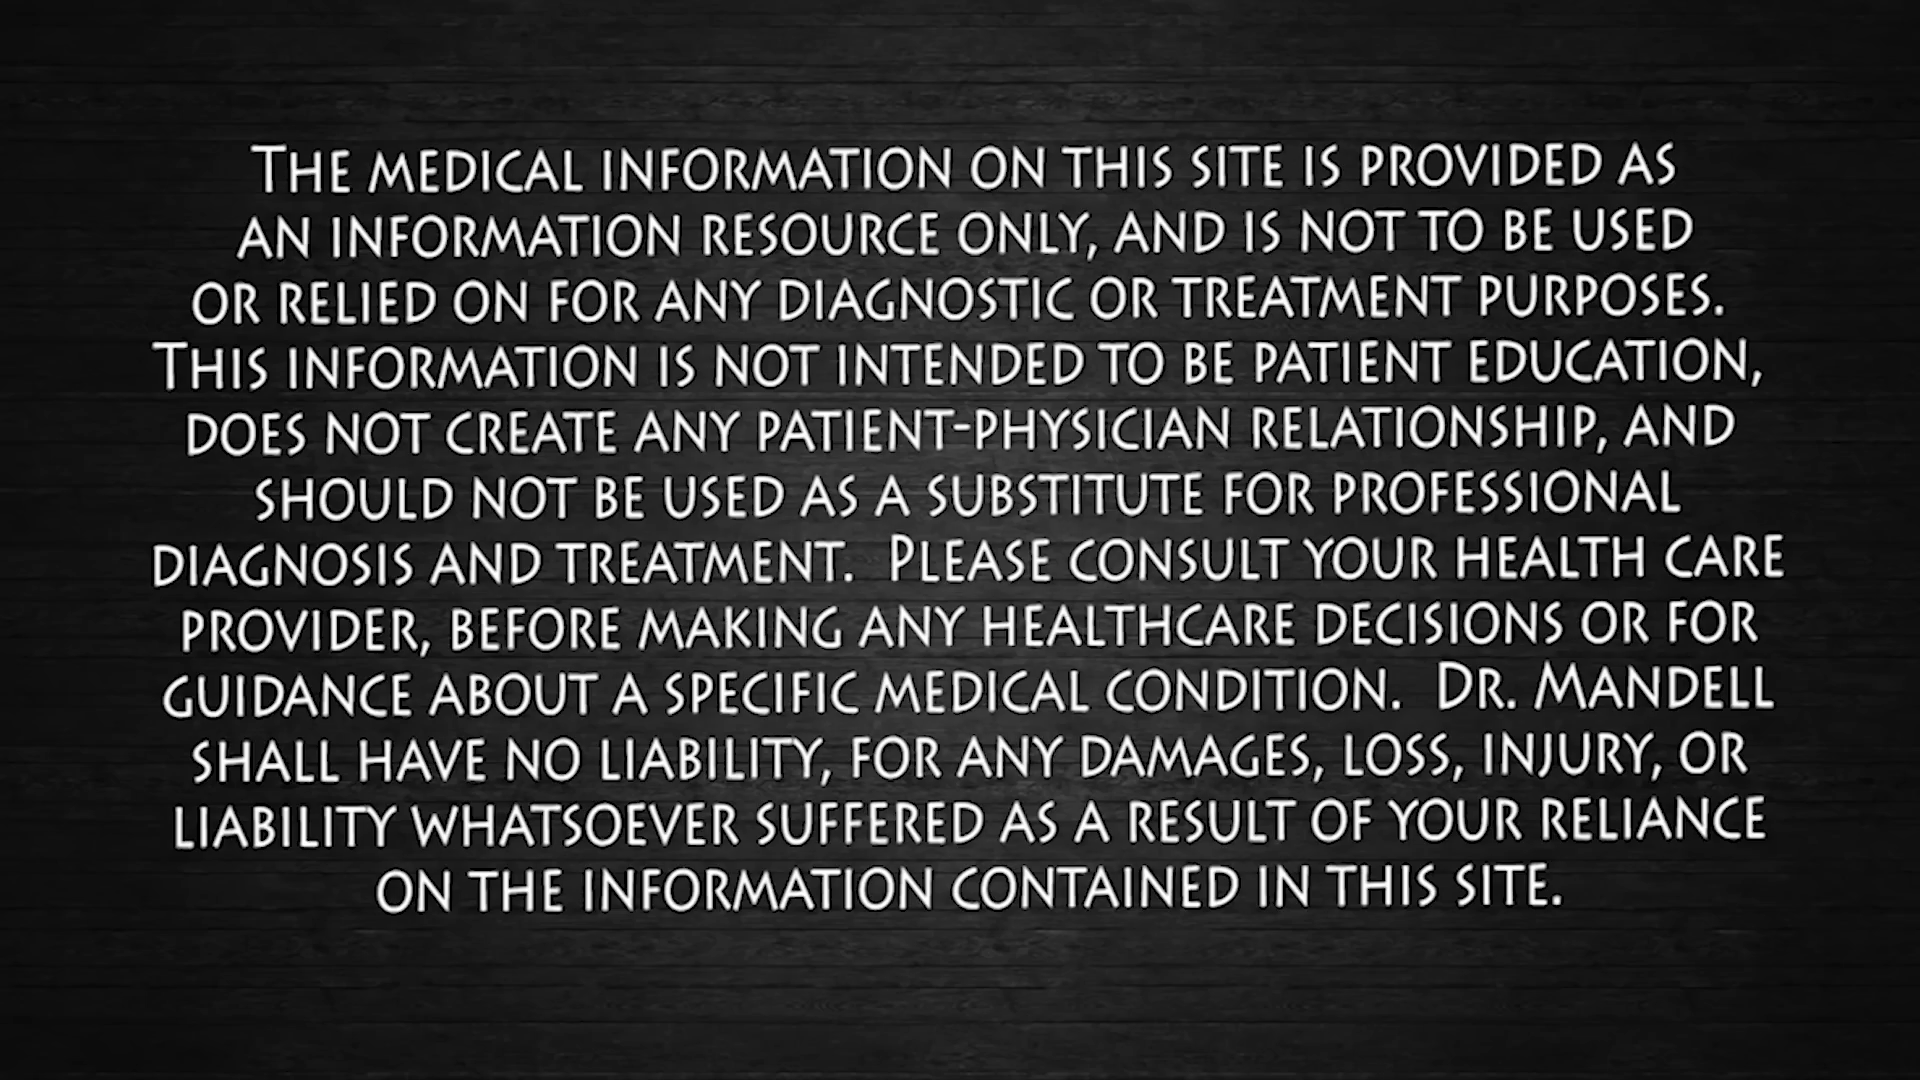 The medical information on this site is provided as
an information resource only, and is not to be used
or relied on for any diagnostic or treatment purposes.
This information is not intended to be patient education,
does not create any patient-physician relationship, and
should not be used as a substitute for professional
diagnosis and treatment.  Please consult your health care
provider, before making any healthcare decisions or for
guidance about a specific medical condition.  Dr. Mandell
shall have no liability, for any damages, loss, injury, or
liability whatsoever suffered as a result of your reliance
on the information contained in this site.